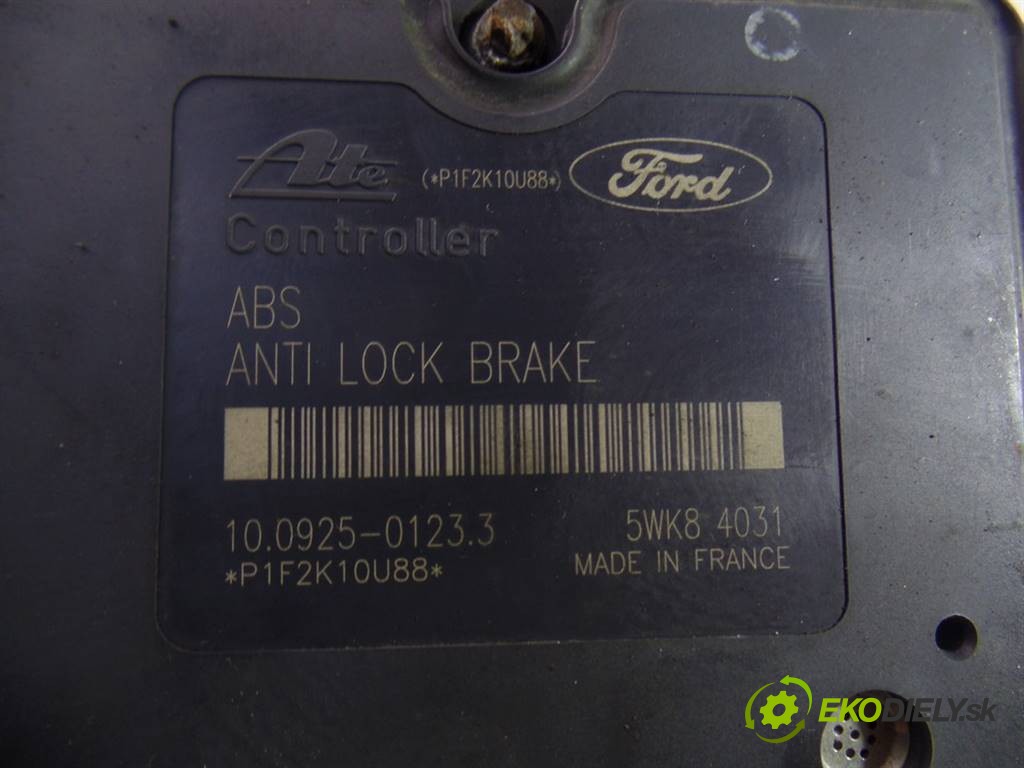 Ate (*P1F2K10U88*) Ford
Controller
ABS
ANTI LOCK BRAKE
10.0925-0123.3 5WK8 4031
*P1F2K10U88* MADE IN FRANCE
EKODIELY.sk